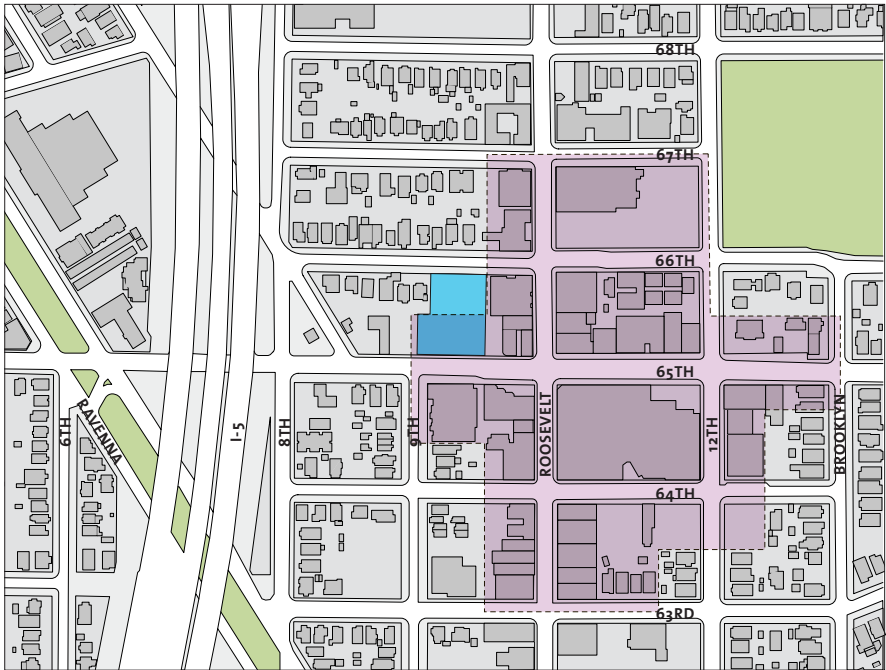 68TH
67TH
66TH
65TH
6TH
RAVENNA
I-5
8TH
9TH
ROOSEVELT
12TH
BROOKLYN
64TH
63RD